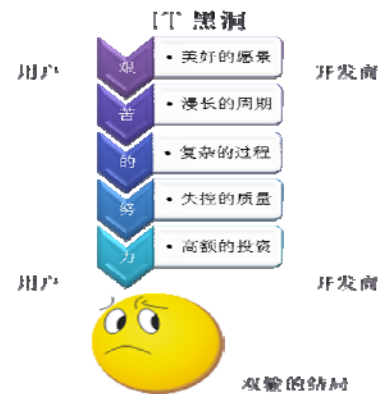 IT 黑洞
用户
艰 • 美好的愿景
开发商
苦 • 漫长的周期
的 • 复杂的过程
努 • 失控的质量
力 • 高额的投资
用户
开发商
双输的结局